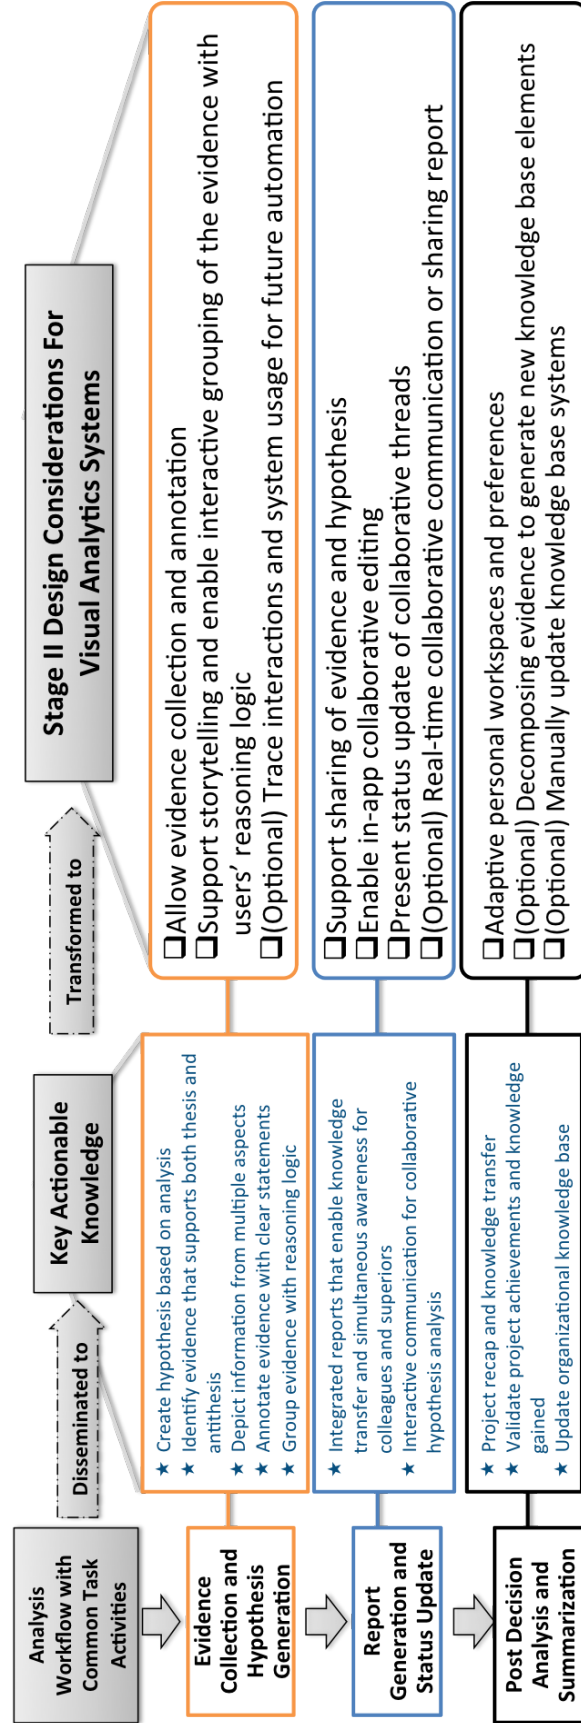 Analysis
Workflow with
Common Task
Activities
Disseminated to
Key Actionable
Knowledge
Transformed to
Stage II Design Considerations For
Visual Analytics Systems
Evidence
Collection and
Hypothesis
Generation
★ Create hypothesis based on analysis
★ Identify evidence that supports both thesis and
antithesis
★ Depict information from multiple aspects
★ Annotate evidence with clear statements
★ Group evidence with reasoning logic
❑Allow evidence collection and annotation
❑Support storytelling and enable interactive grouping of the evidence with
users’ reasoning logic
❑(Optional) Trace interactions and system usage for future automation
Report
Generation and
Status Update
★ Integrated reports that enable knowledge
transfer and simultaneous awareness for
colleagues and superiors
★ Interactive communication for collaborative
hypothesis analysis
❑Support sharing of evidence and hypothesis
❑Enable in-app collaborative editing
❑Present status update of collaborative threads
❑(Optional) Real-time collaborative communication or sharing report
Post Decision
Analysis and
Summarization
★ Project recap and knowledge transfer
★ Validate project achievements and knowledge
gained
★ Update organizational knowledge base
❑Adaptive personal workspaces and preferences
❑(Optional) Decomposing evidence to generate new knowledge base elements
❑(Optional) Manually update knowledge base systems